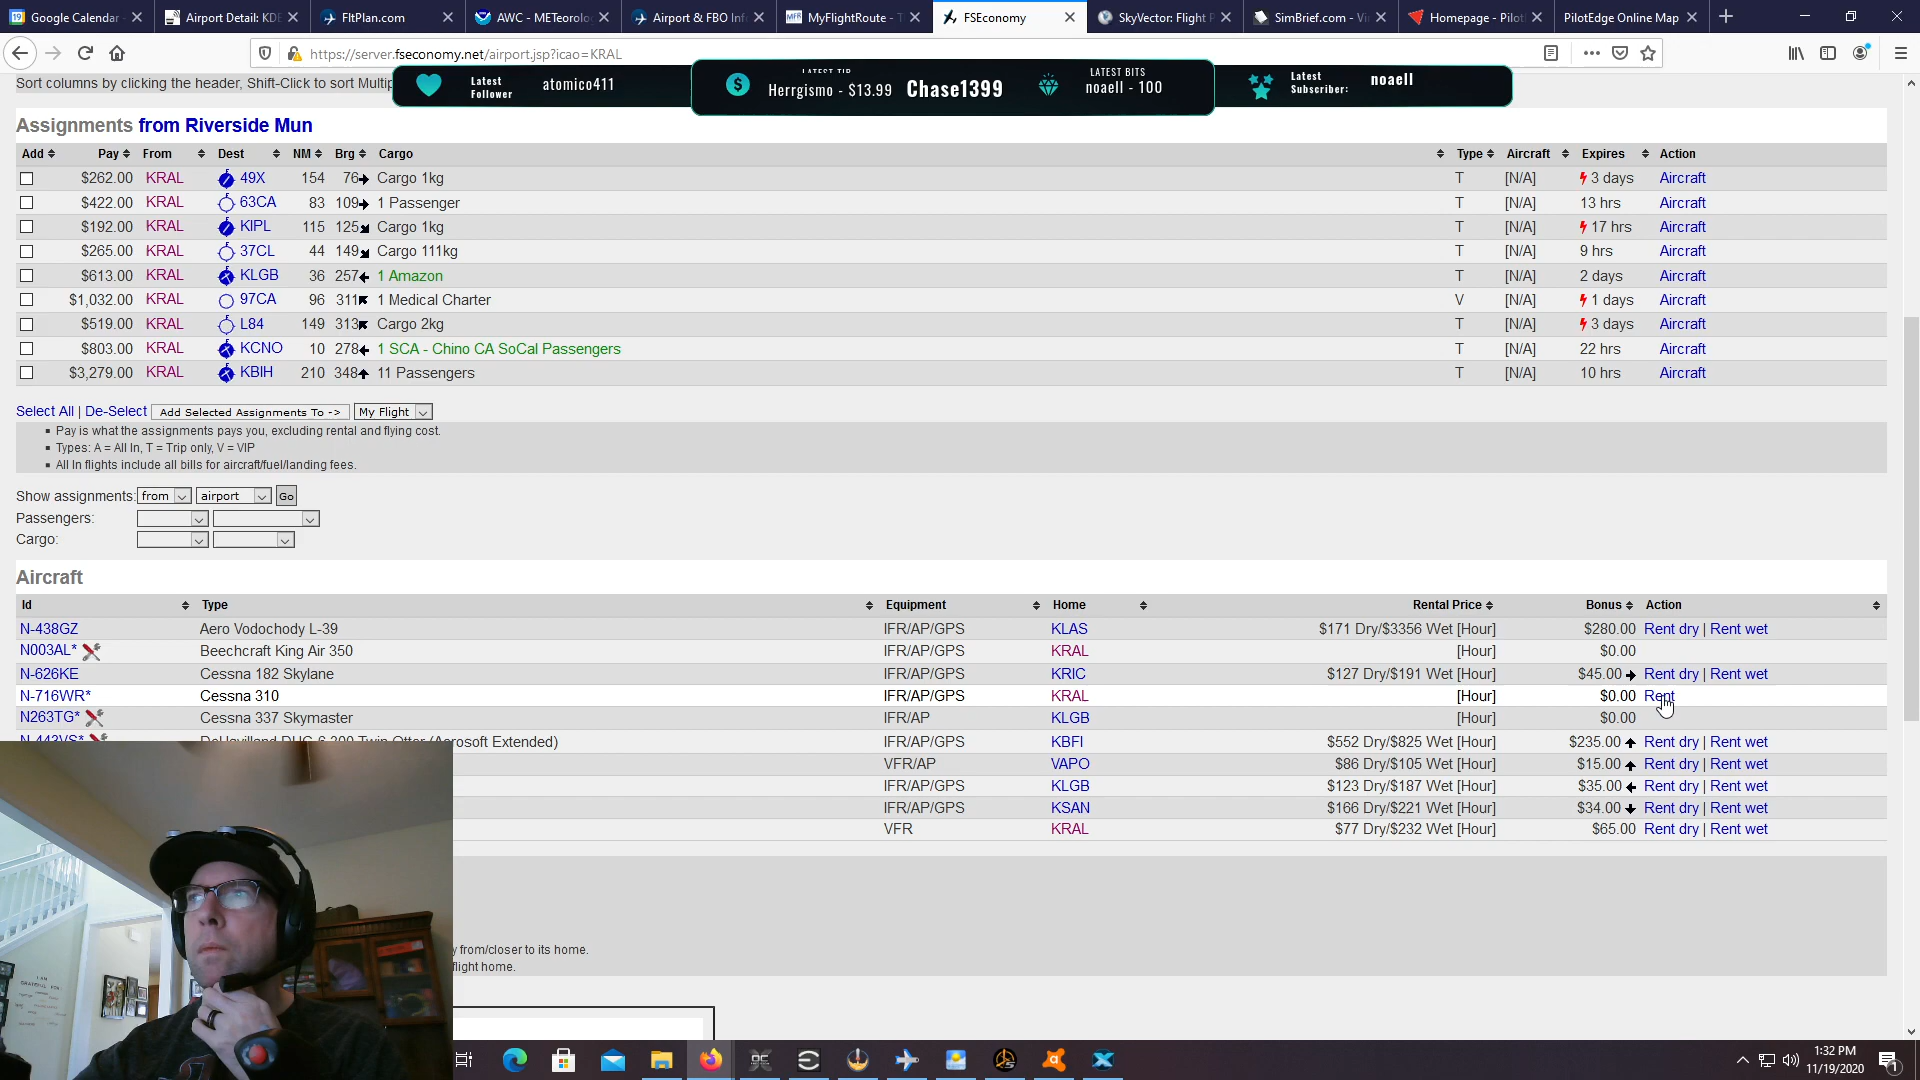 Google Calendar -
Airport Detail: KDE
FltPlan.com
AWC - METeorolo
Airport & FBO Inf
MyFlightRoute - T
FSEconomy
SkyVector: Flight P
SimBrief.com - Vi
Homepage - Pilot
PilotEdge Online Map
https://server.fseconomy.net/airport.jsp?icao=KRAL
Sort columns by clicking the header, Shift-Click to sort Multip
Latest Follower atomico411
LATEST TIP
Herrgismo - $13.99 Chase1399
LATEST BITS
noaell - 100
Latest Subscriber: noaell
Assignments from Riverside Mun
Add Pay From Dest NM Brg Cargo Type Aircraft Expires Action
$262.00 KRAL 49X 154 76 Cargo 1kg T [N/A] 3 days Aircraft
$422.00 KRAL 63CA 83 109 1 Passenger T [N/A] 13 hrs Aircraft
$192.00 KRAL KIPL 115 125 Cargo 1kg T [N/A] 17 hrs Aircraft
$265.00 KRAL 37CL 44 149 Cargo 111kg T [N/A] 9 hrs Aircraft
$613.00 KRAL KLGB 36 257 1 Amazon T [N/A] 2 days Aircraft
$1,032.00 KRAL 97CA 96 311 1 Medical Charter V [N/A] 1 days Aircraft
$519.00 KRAL L84 149 313 Cargo 2kg T [N/A] 3 days Aircraft
$803.00 KRAL KCNO 10 278 1 SCA - Chino CA SoCal Passengers T [N/A] 22 hrs Aircraft
$3,279.00 KRAL KBIH 210 348 11 Passengers T [N/A] 10 hrs Aircraft
Select All | De-Select Add Selected Assignments To -> My Flight
Pay is what the assignments pays you, excluding rental and flying cost.
Types: A = All In, T = Trip only, V = VIP
All In flights include all bills for aircraft/fuel/landing fees.
Show assignments: from airport Go
Passengers:
Cargo:
Aircraft
Id Type Equipment Home Rental Price Bonus Action
N-438GZ Aero Vodochody L-39 IFR/AP/GPS KLAS $171 Dry/$3356 Wet [Hour] $280.00 Rent dry | Rent wet
N003AL* Beechcraft King Air 350 IFR/AP/GPS KRAL [Hour] $0.00
N-626KE Cessna 182 Skylane IFR/AP/GPS KRIC $127 Dry/$191 Wet [Hour] $45.00 Rent dry | Rent wet
N-716WR* Cessna 310 IFR/AP/GPS KRAL [Hour] $0.00 Rent
N263TG* Cessna 337 Skymaster IFR/AP KLGB [Hour] $0.00
N-443VS* DeHavilland DHC-6 300 Twin Otter (Aerosoft Extended) IFR/AP/GPS KBFI $552 Dry/$825 Wet [Hour] $235.00 Rent dry | Rent wet
VFR/AP VAPO $86 Dry/$105 Wet [Hour] $15.00 Rent dry | Rent wet
IFR/AP/GPS KLGB $123 Dry/$187 Wet [Hour] $35.00 Rent dry | Rent wet
IFR/AP/GPS KSAN $166 Dry/$221 Wet [Hour] $34.00 Rent dry | Rent wet
VFR KRAL $77 Dry/$232 Wet [Hour] $65.00 Rent dry | Rent wet
y from/closer to its home.
flight home.
1:32 PM
11/19/2020
1